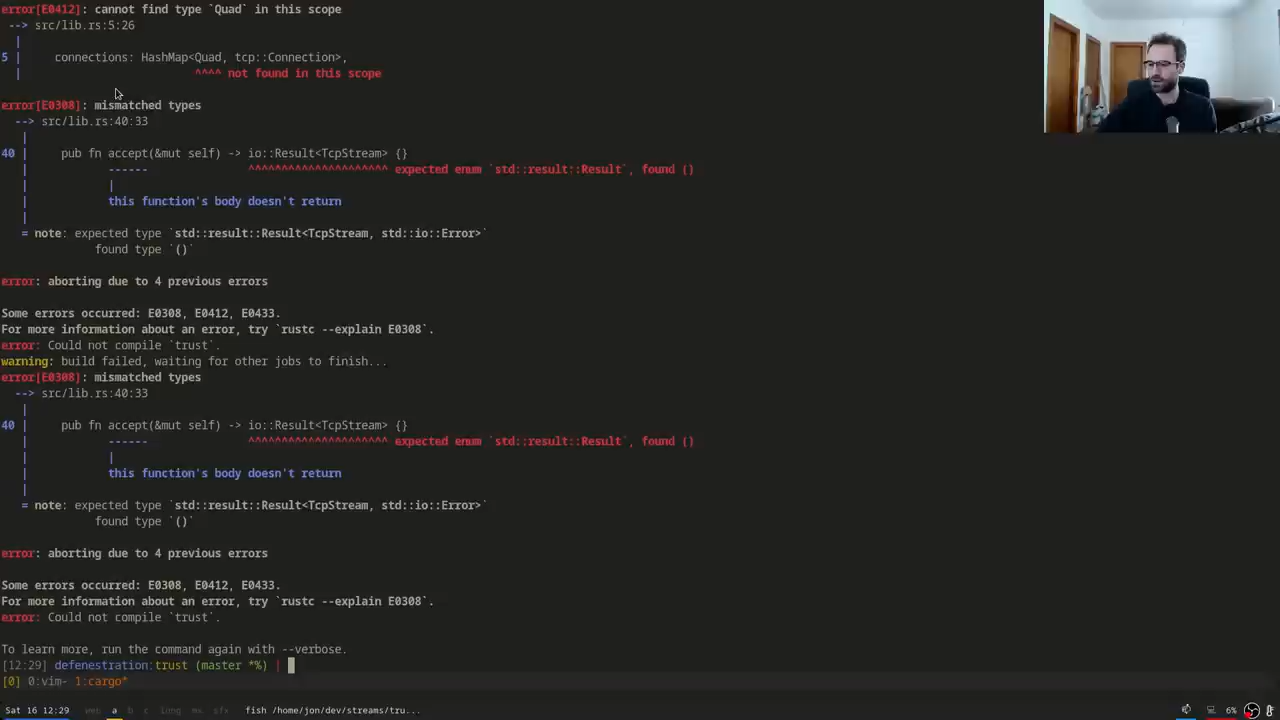 error[E0412]: cannot find type `Quad` in this scope
--> src/lib.rs:5:26
|
5 |     connections: HashMap<Quad, tcp::Connection>,
|                          ^^^^ not found in this scope
error[E0308]: mismatched types
--> src/lib.rs:40:33
|
40 |     pub fn accept(&mut self) -> io::Result<TcpStream> {}
|            ------               ^^^^^^^^^^^^^^^^^^^^^ expected enum `std::result::Result`, found ()
|            |
|            this function's body doesn't return
|
= note: expected type `std::result::Result<TcpStream, std::io::Error>`
found type `()`
error: aborting due to 4 previous errors
Some errors occurred: E0308, E0412, E0433.
For more information about an error, try `rustc --explain E0308`.
error: Could not compile `trust`.
warning: build failed, waiting for other jobs to finish...
error[E0308]: mismatched types
--> src/lib.rs:40:33
|
40 |     pub fn accept(&mut self) -> io::Result<TcpStream> {}
|            ------               ^^^^^^^^^^^^^^^^^^^^^ expected enum `std::result::Result`, found ()
|            |
|            this function's body doesn't return
|
= note: expected type `std::result::Result<TcpStream, std::io::Error>`
found type `()`
error: aborting due to 4 previous errors
Some errors occurred: E0308, E0412, E0433.
For more information about an error, try `rustc --explain E0308`.
error: Could not compile `trust`.
To learn more, run the command again with --verbose.
[12:29] defenestration:trust (master *%) |
[0] 0:vim- 1:cargo*
Sat 16 12:29 a b c fish /home/jon/dev/streams/tru... 6%